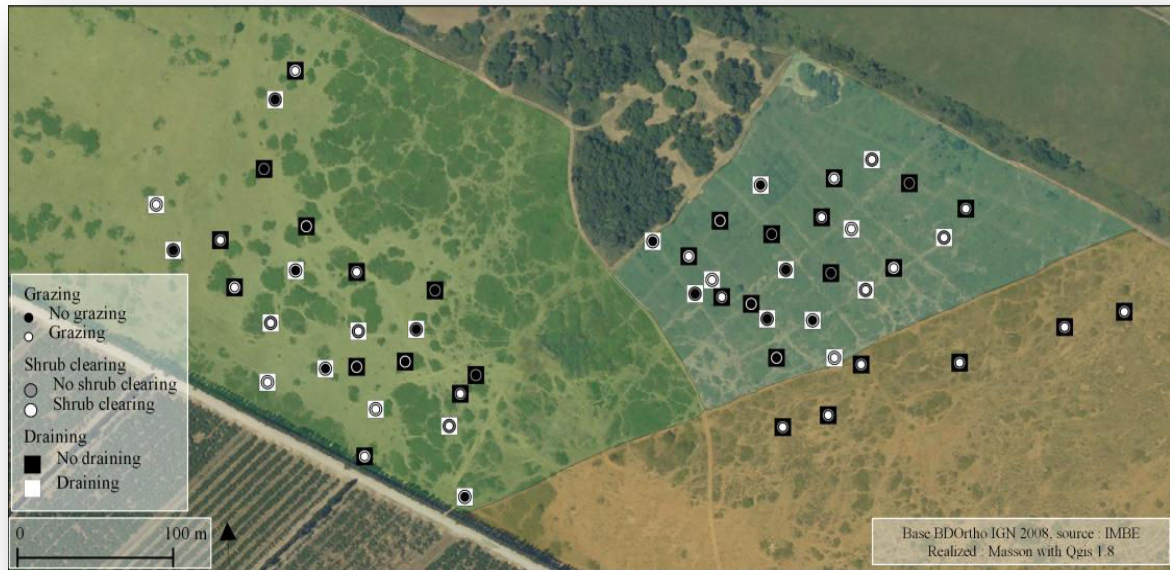 Grazing
No grazing
Grazing
Shrub clearing
No shrub clearing
Shrub clearing
Draining
No draining
Draining
0 100 m
Base BDOrtho IGN 2008, source : IMBE
Realized : Masson with Qgis 1.8